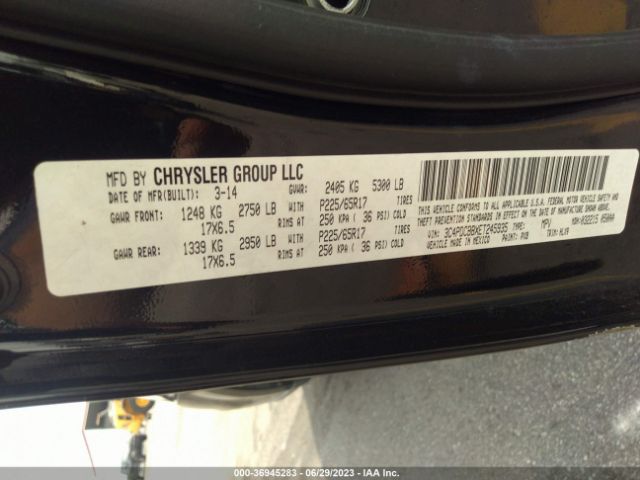 MFD BY CHRYSLER GROUP LLC
DATE OF MFR(BUILT): 3-14 GVWR: 2405 KG 5300 LB
GAWR FRONT: 1248 KG 2750 LB WITH P225/65R17 TIRES
17X6.5 RIMS AT 250 KPA ( 36 PSI) COLD
GAWR REAR: 1339 KG 2950 LB WITH P225/65R17 TIRES
17X6.5 RIMS AT 250 KPA ( 36 PSI) COLD
THIS VEHICLE CONFORMS TO ALL APPLICABLE U.S.A. FEDERAL MOTOR VEHICLE SAFETY AND
THEFT PREVENTION STANDARDS IN EFFECT ON THE DATE OF MANUFACTURE SHOWN ABOVE.
VIN: TYPE: MPV
MADE IN MEXICO PAINT:
000-36945283 - 06/29/2023 - IAA Inc.